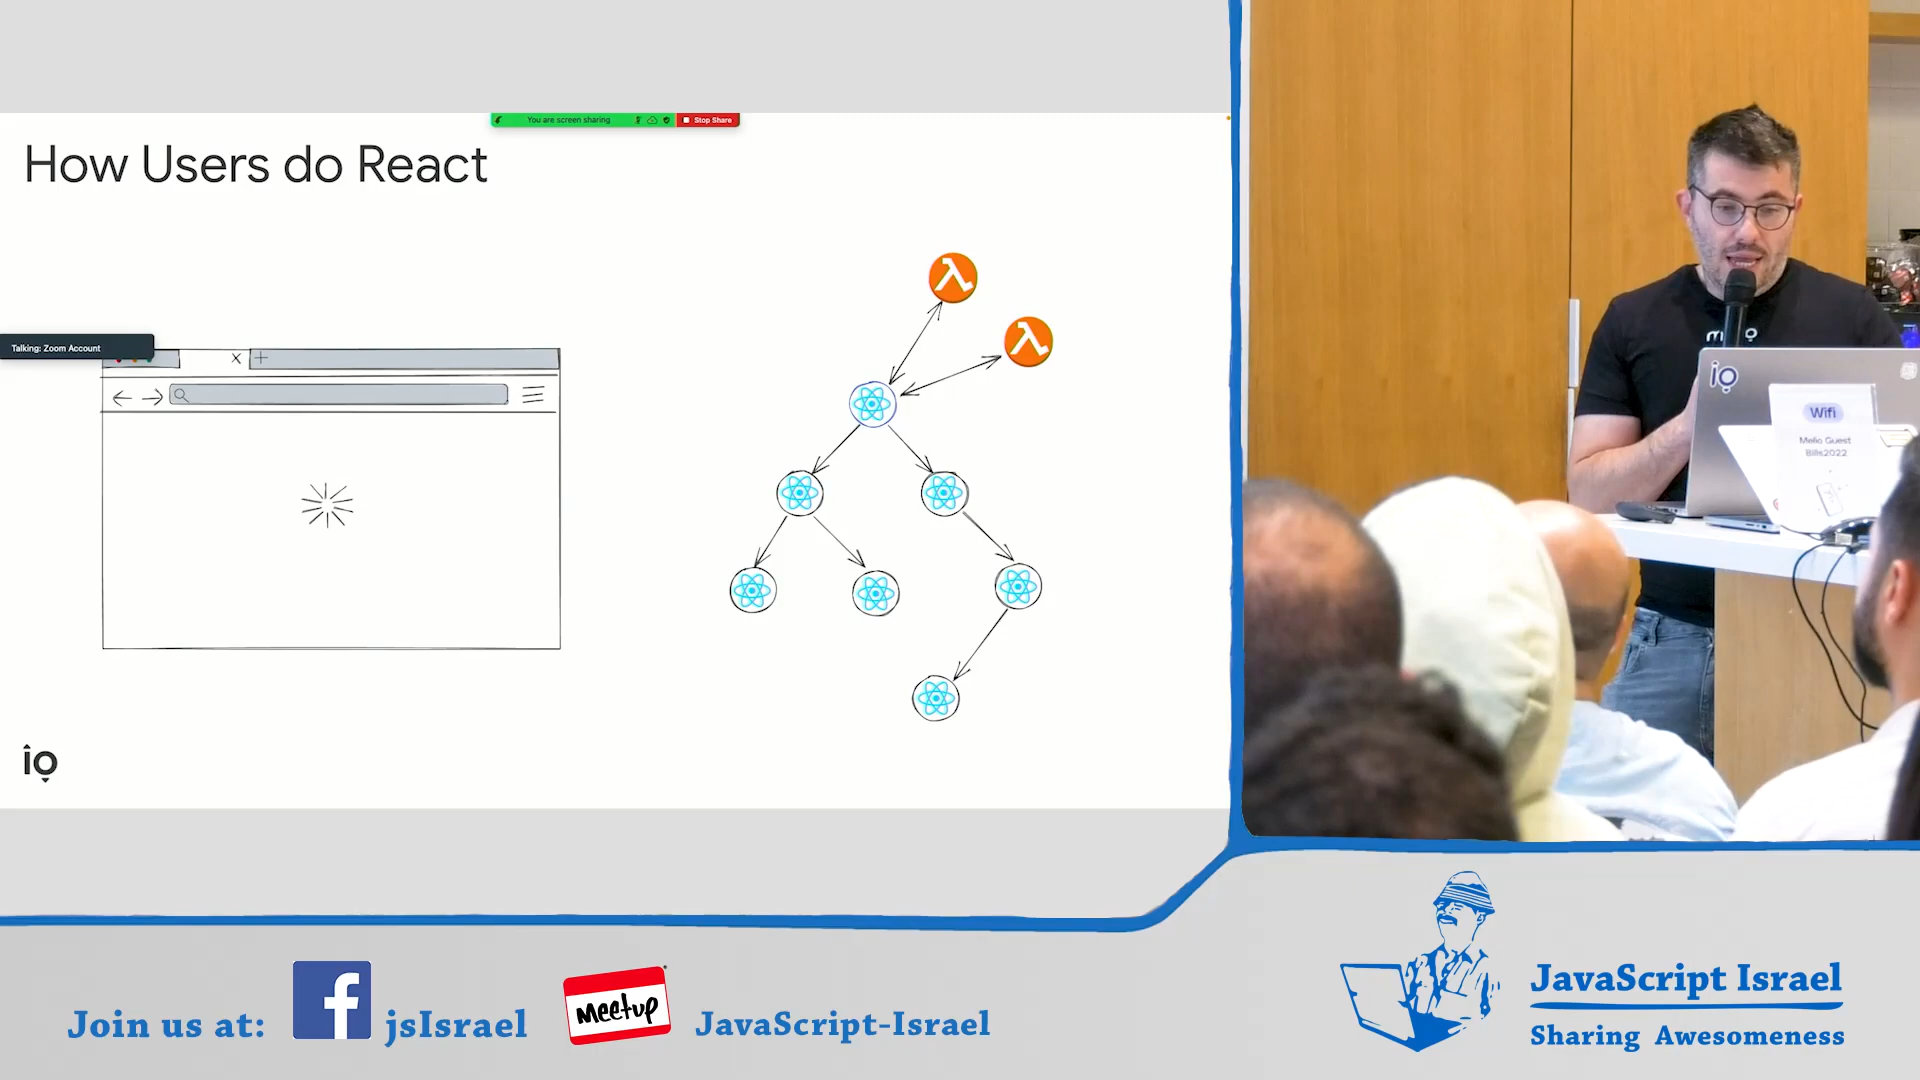 You are screen sharing
Stop Share
How Users do React
Talking: Zoom Account
io
io
Wifi
Melio Guest
Bills2022
Join us at:
f
jsIsrael
meetup
JavaScript-Israel
JavaScript Israel
Sharing Awesomeness